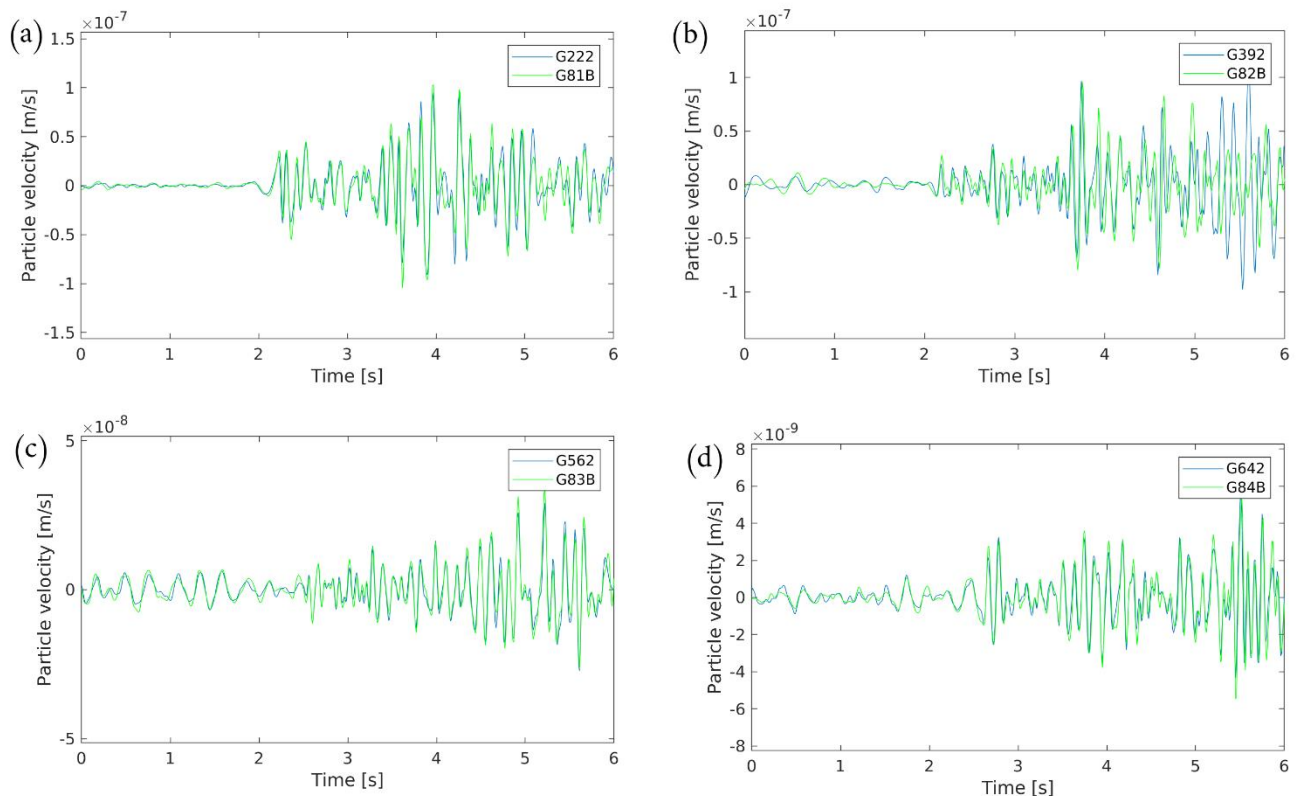 (a)
×10^-7
1.5
1
0.5
0
-0.5
-1
-1.5
0 1 2 3 4 5 6
Particle velocity [m/s]
Time [s]
G222
G81B
(b)
×10^-7
1
0.5
0
-0.5
-1
0 1 2 3 4 5 6
Particle velocity [m/s]
Time [s]
G392
G82B
(c)
×10^-8
5
0
-5
0 1 2 3 4 5 6
Particle velocity [m/s]
Time [s]
G562
G83B
(d)
×10^-9
8
6
4
2
0
-2
-4
-6
-8
0 1 2 3 4 5 6
Particle velocity [m/s]
Time [s]
G642
G84B